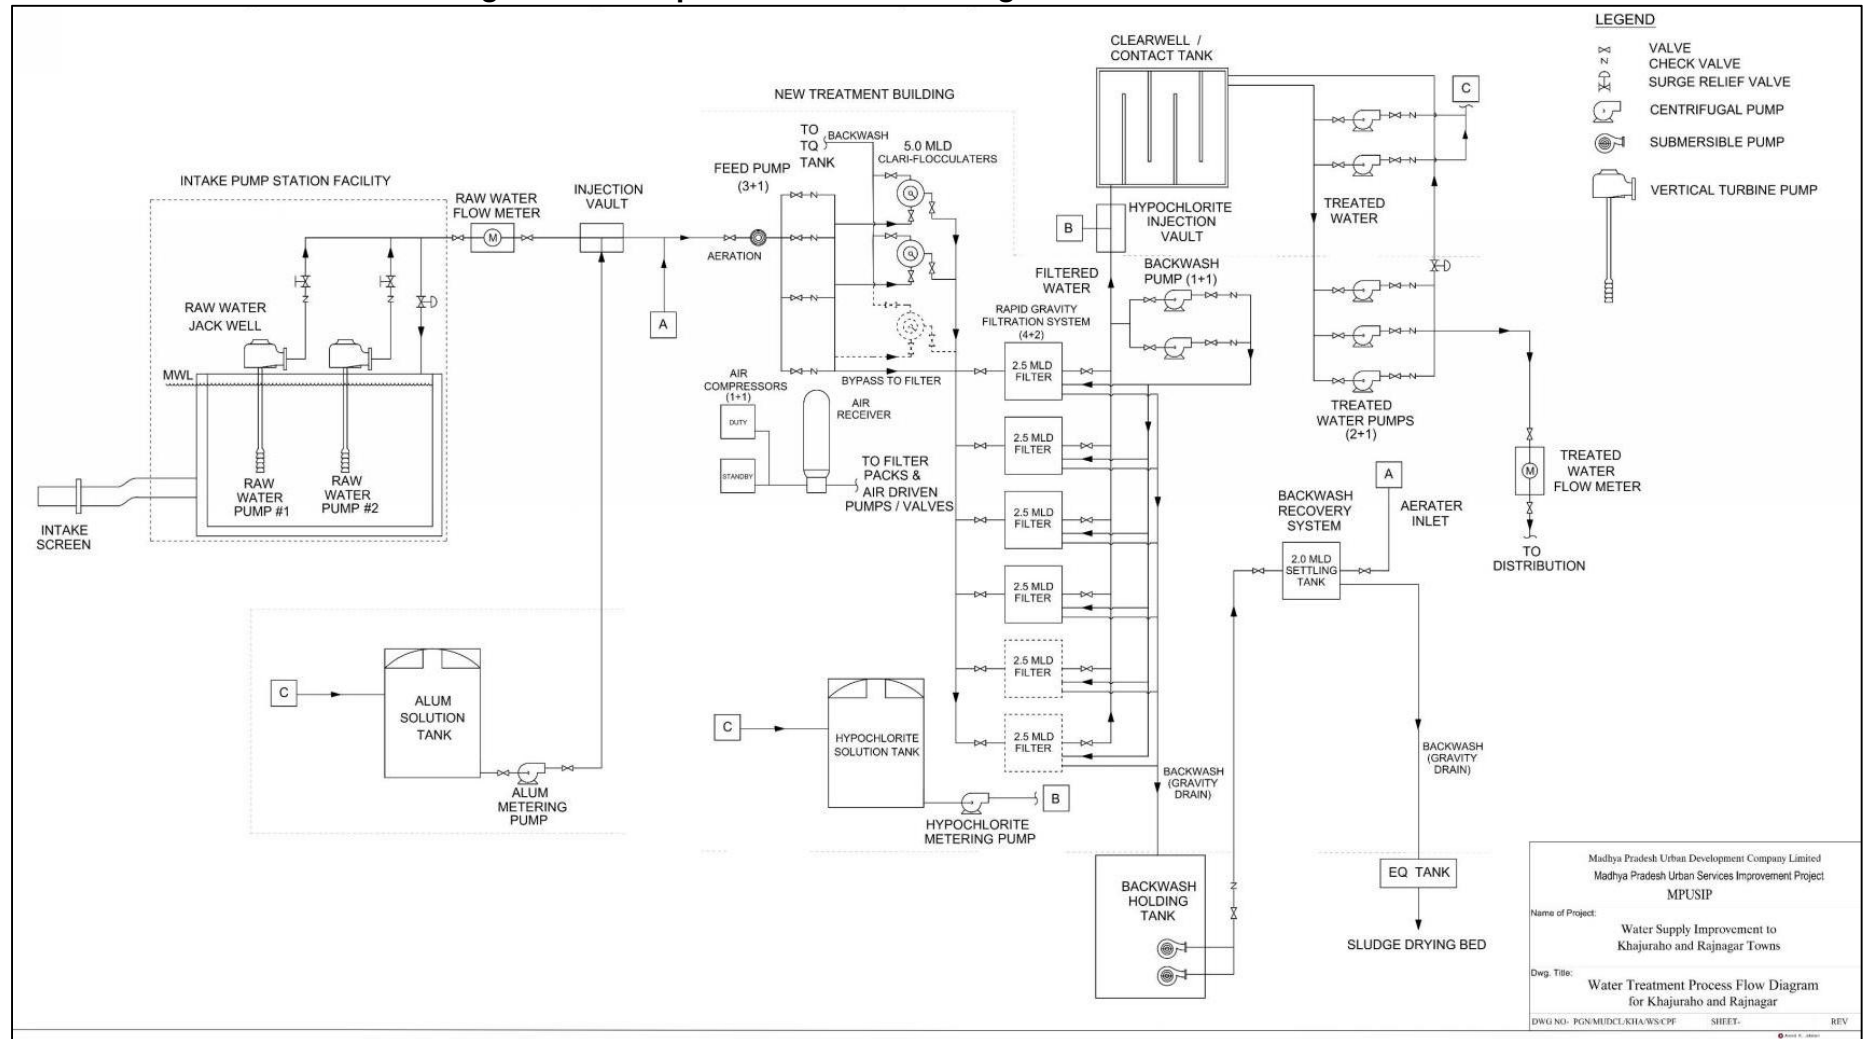 LEGEND
VALVE
CHECK VALVE
SURGE RELIEF VALVE
CENTRIFUGAL PUMP
SUBMERSIBLE PUMP
VERTICAL TURBINE PUMP
INTAKE PUMP STATION FACILITY
RAW WATER
JACK WELL
MWL
RAW
WATER
PUMP #1
RAW
WATER
PUMP #2
INTAKE
SCREEN
RAW WATER
FLOW METER
M
INJECTION
VAULT
A
C
ALUM
SOLUTION
TANK
ALUM
METERING
PUMP
NEW TREATMENT BUILDING
TO
TQ
TANK
BACKWASH
5.0 MLD
CLARI-FLOCCULATERS
FEED PUMP
(3+1)
AERATION
BYPASS TO FILTER
AIR
COMPRESSORS
(1+1)
DUTY
STANDBY
AIR
RECEIVER
TO FILTER
PACKS &
AIR DRIVEN
PUMPS / VALVES
C
HYPOCHLORITE
SOLUTION TANK
HYPOCHLORITE
METERING PUMP
B
CLEARWELL /
CONTACT TANK
B
HYPOCHLORITE
INJECTION
VAULT
FILTERED
WATER
BACKWASH
PUMP (1+1)
RAPID GRAVITY
FILTRATION SYSTEM
(4+2)
2.5 MLD
FILTER
2.5 MLD
FILTER
2.5 MLD
FILTER
2.5 MLD
FILTER
2.5 MLD
FILTER
2.5 MLD
FILTER
BACKWASH
(GRAVITY
DRAIN)
BACKWASH
HOLDING
TANK
C
TREATED
WATER
TREATED
WATER PUMPS
(2+1)
M
TREATED
WATER
FLOW METER
TO
DISTRIBUTION
A
AERATER
INLET
BACKWASH
RECOVERY
SYSTEM
2.0 MLD
SETTLING
TANK
BACKWASH
(GRAVITY
DRAIN)
EQ TANK
SLUDGE DRYING BED
Madhya Pradesh Urban Development Company Limited
Madhya Pradesh Urban Services Improvement Project
MPUSIP
Name of Project:
Water Supply Improvement to
Khajuraho and Rajnagar Towns
Dwg. Title:
Water Treatment Process Flow Diagram
for Khajuraho and Rajnagar
DWG NO- PGN/MUDCL/KHA/WS/CPF SHEET- REV